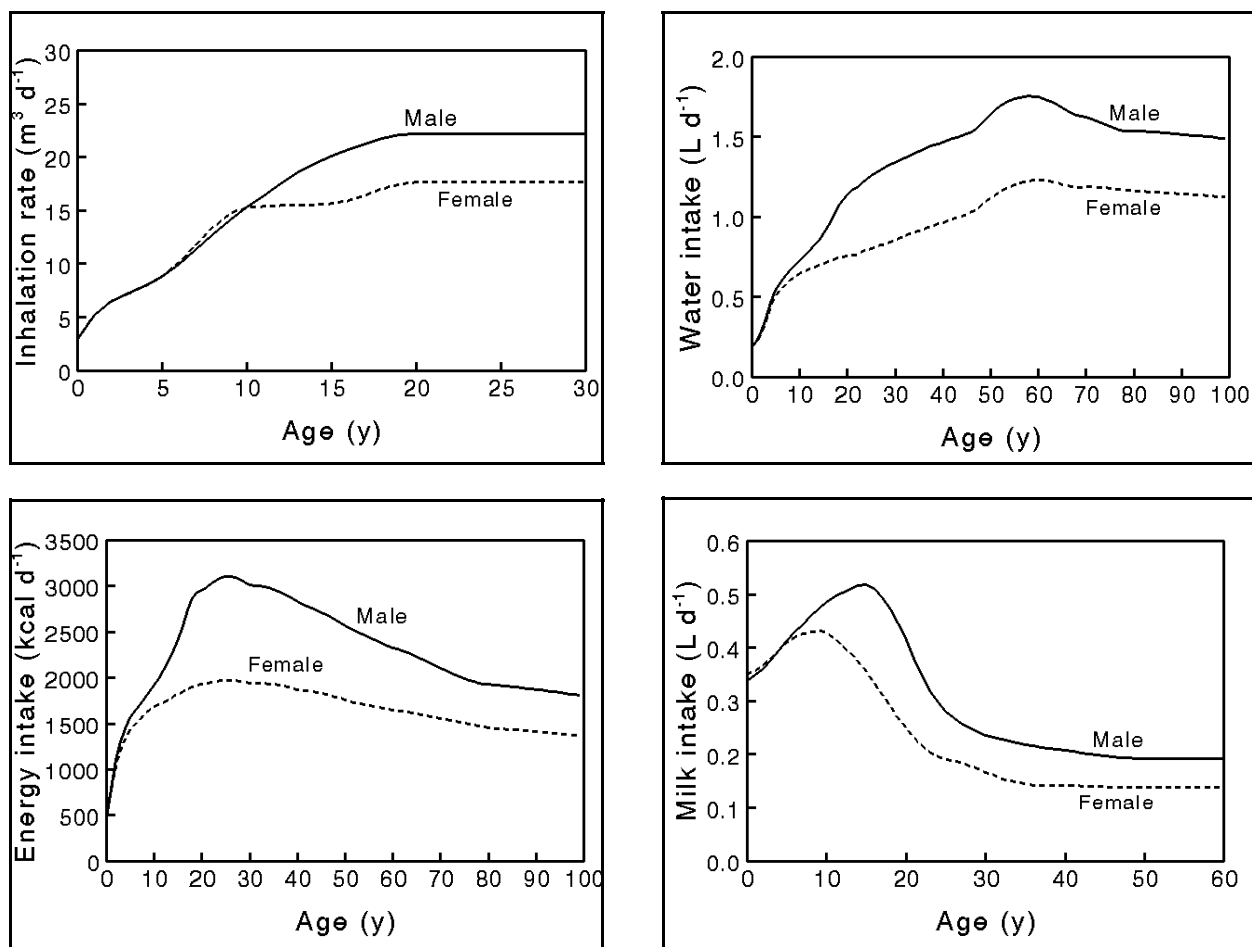 Inhalation rate (m³ d⁻¹)
30
25
20
15
10
5
0
Male
Female
0 5 10 15 20 25 30
Age (y)
Water intake (L d⁻¹)
2.0
1.5
1.0
0.5
0.0
Male
Female
0 10 20 30 40 50 60 70 80 90 100
Age (y)
Energy intake (kcal d⁻¹)
3500
3000
2500
2000
1500
1000
500
0
Male
Female
0 10 20 30 40 50 60 70 80 90 100
Age (y)
Milk intake (L d⁻¹)
0.6
0.5
0.4
0.3
0.2
0.1
0.0
Male
Female
0 10 20 30 40 50 60
Age (y)